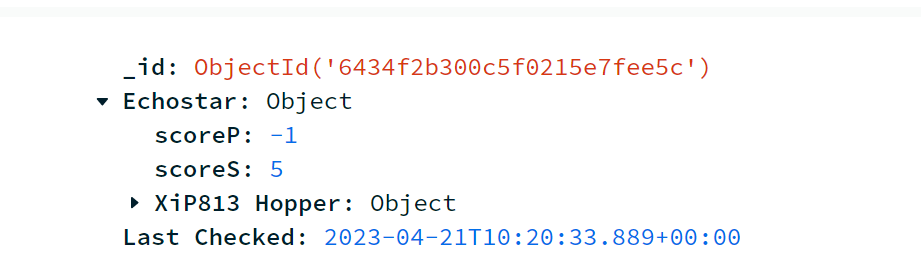 _id: ObjectId('6434f2b300c5f0215e7fee5c')
Echostar: Object
scoreP: -1
scoreS: 5
XiP813 Hopper: Object
Last Checked: 2023-04-21T10:20:33.889+00:00